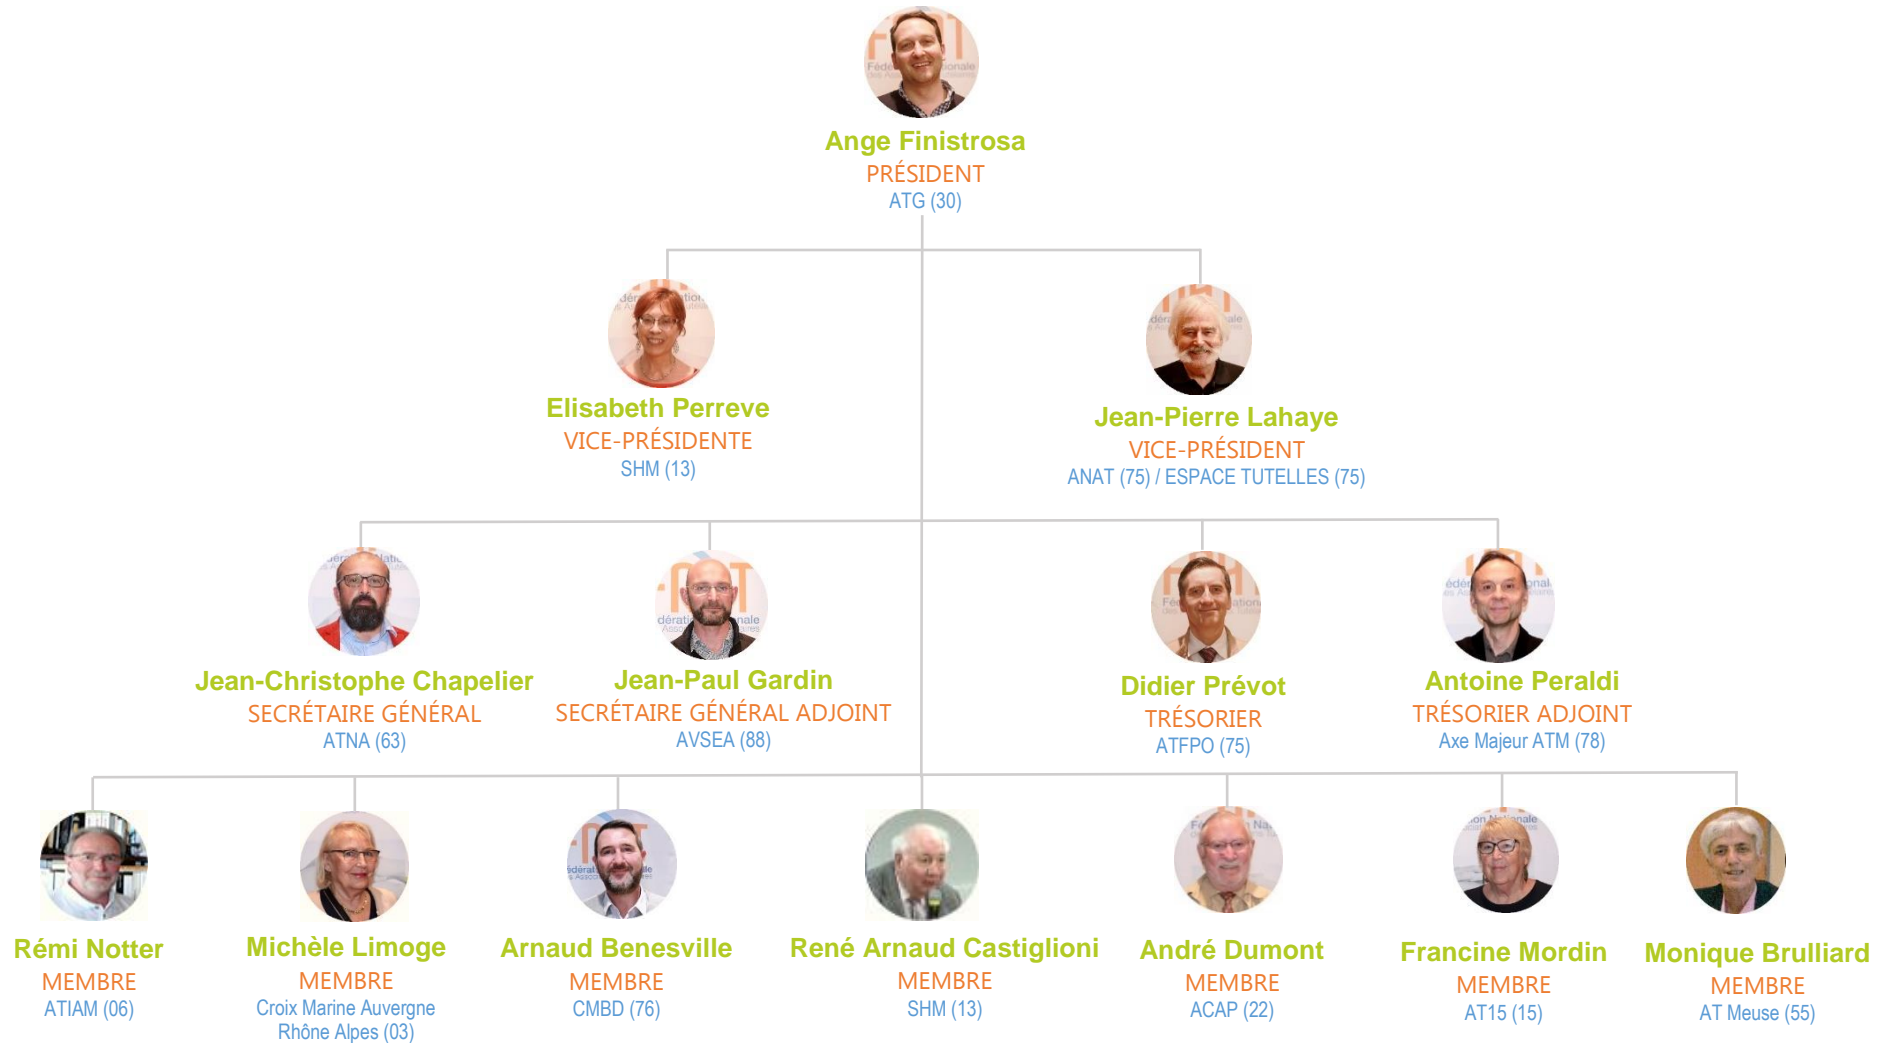 Ange Finistrosa
PRÉSIDENT
ATG (30)
Elisabeth Perreve
VICE-PRÉSIDENTE
SHM (13)
Jean-Pierre Lahaye
VICE-PRÉSIDENT
ANAT (75) / ESPACE TUTELLES (75)
Jean-Christophe Chapelier
SECRÉTAIRE GÉNÉRAL
ATNA (63)
Jean-Paul Gardin
SECRÉTAIRE GÉNÉRAL ADJOINT
AVSEA (88)
Didier Prévot
TRÉSORIER
ATFPO (75)
Antoine Peraldi
TRÉSORIER ADJOINT
Axe Majeur ATM (78)
Rémi Notter
MEMBRE
ATIAM (06)
Michèle Limoge
MEMBRE
Croix Marine Auvergne
Rhône Alpes (03)
Arnaud Benesville
MEMBRE
CMBD (76)
René Arnaud Castiglioni
MEMBRE
SHM (13)
André Dumont
MEMBRE
ACAP (22)
Francine Mordin
MEMBRE
AT15 (15)
Monique Brulliard
MEMBRE
AT Meuse (55)